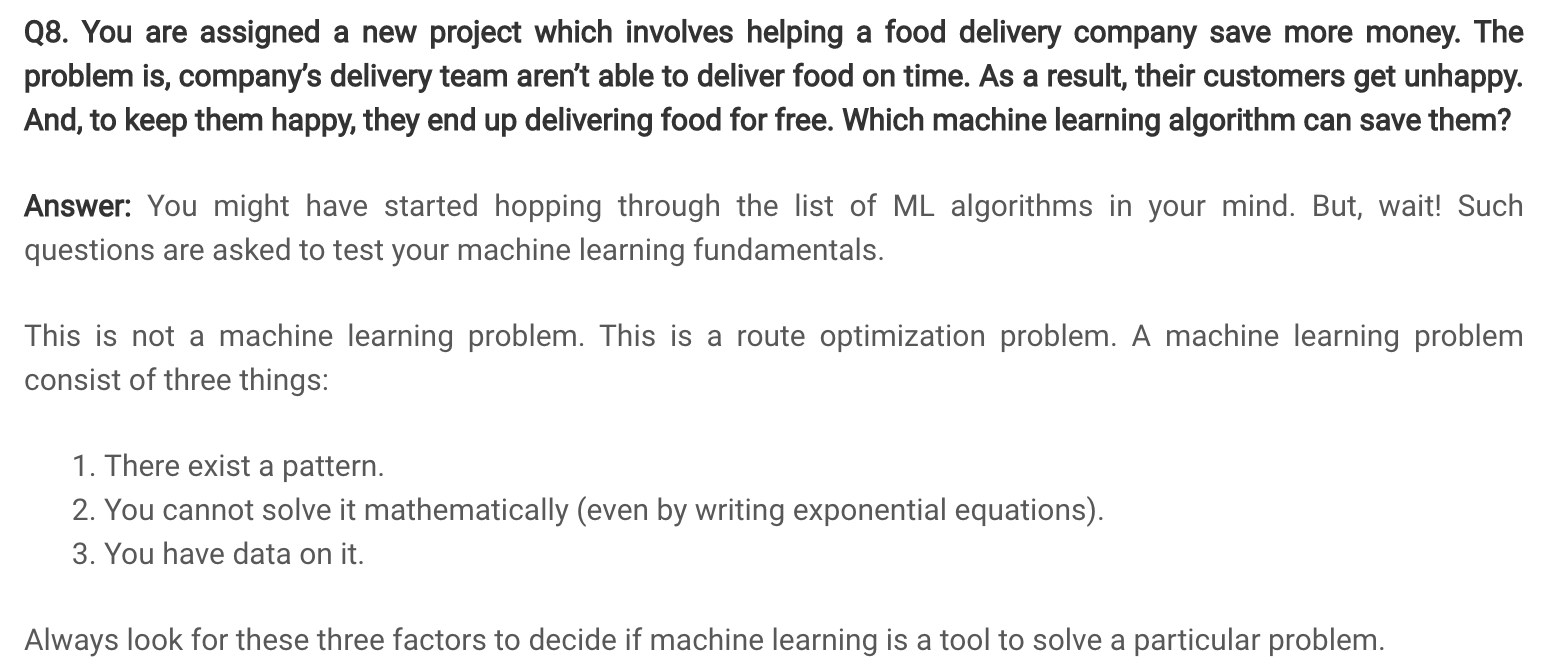 Q8. You are assigned a new project which involves helping a food delivery company save more money. The
problem is, company’s delivery team aren’t able to deliver food on time. As a result, their customers get unhappy.
And, to keep them happy, they end up delivering food for free. Which machine learning algorithm can save them?
Answer: You might have started hopping through the list of ML algorithms in your mind. But, wait! Such
questions are asked to test your machine learning fundamentals.
This is not a machine learning problem. This is a route optimization problem. A machine learning problem
consist of three things:
1. There exist a pattern.
2. You cannot solve it mathematically (even by writing exponential equations).
3. You have data on it.
Always look for these three factors to decide if machine learning is a tool to solve a particular problem.